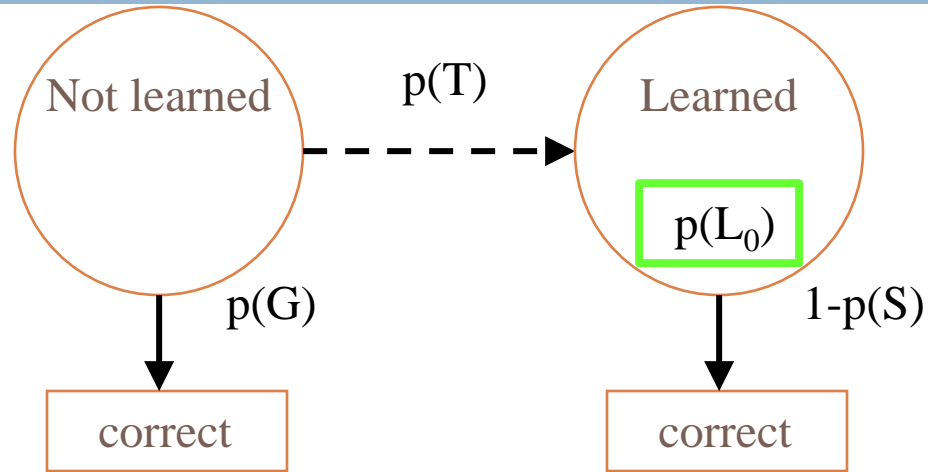 Not learned
p(T)
Learned
p(L₀)
p(G)
1-p(S)
correct
correct